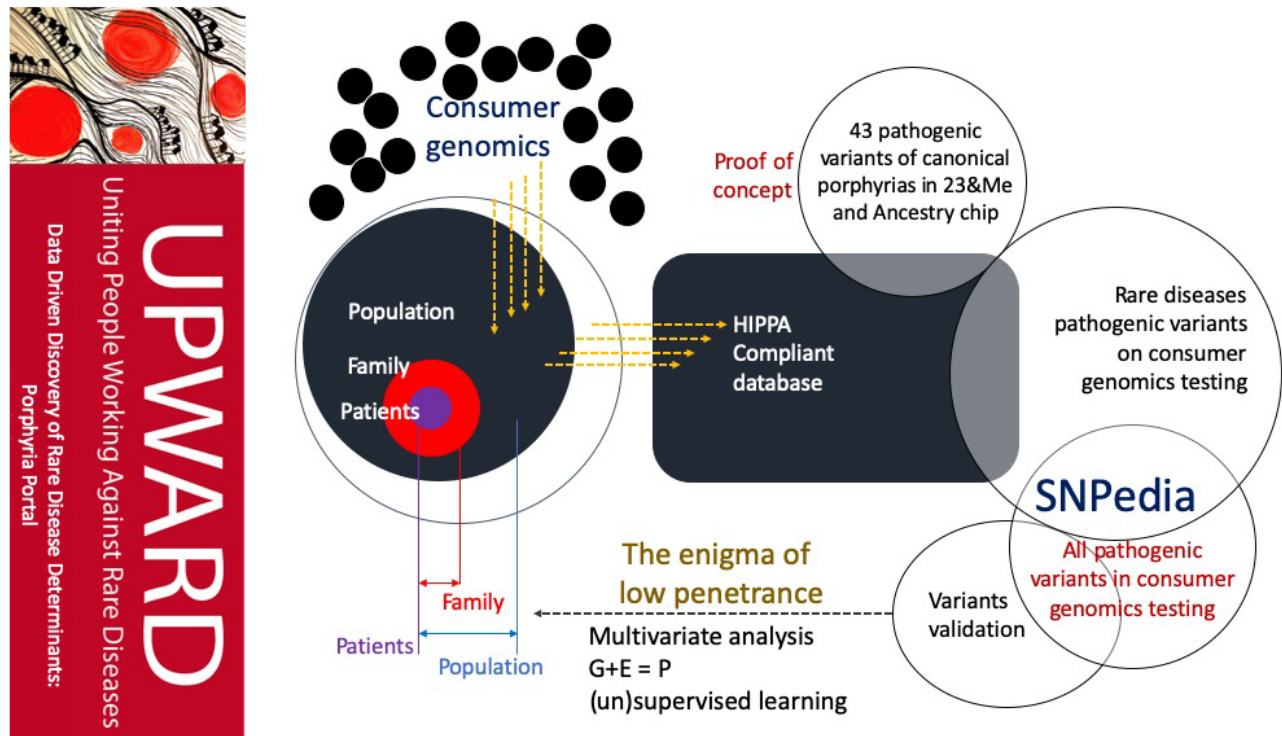 UPWARD
Uniting People Working Against Rare Diseases
Data Driven Discovery of Rare Disease Determinants:
Porphyria Portal
Consumer
genomics
Population
Family
Patients
Family
Patients
Population
Proof of
concept
43 pathogenic
variants of canonical
porphyrias in 23&Me
and Ancestry chip
HIPPA
Compliant
database
Rare diseases
pathogenic variants
on consumer
genomics testing
SNPedia
All pathogenic
variants in consumer
genomics testing
Variants
validation
The enigma of
low penetrance
Multivariate analysis
G+E = P
(un)supervised learning